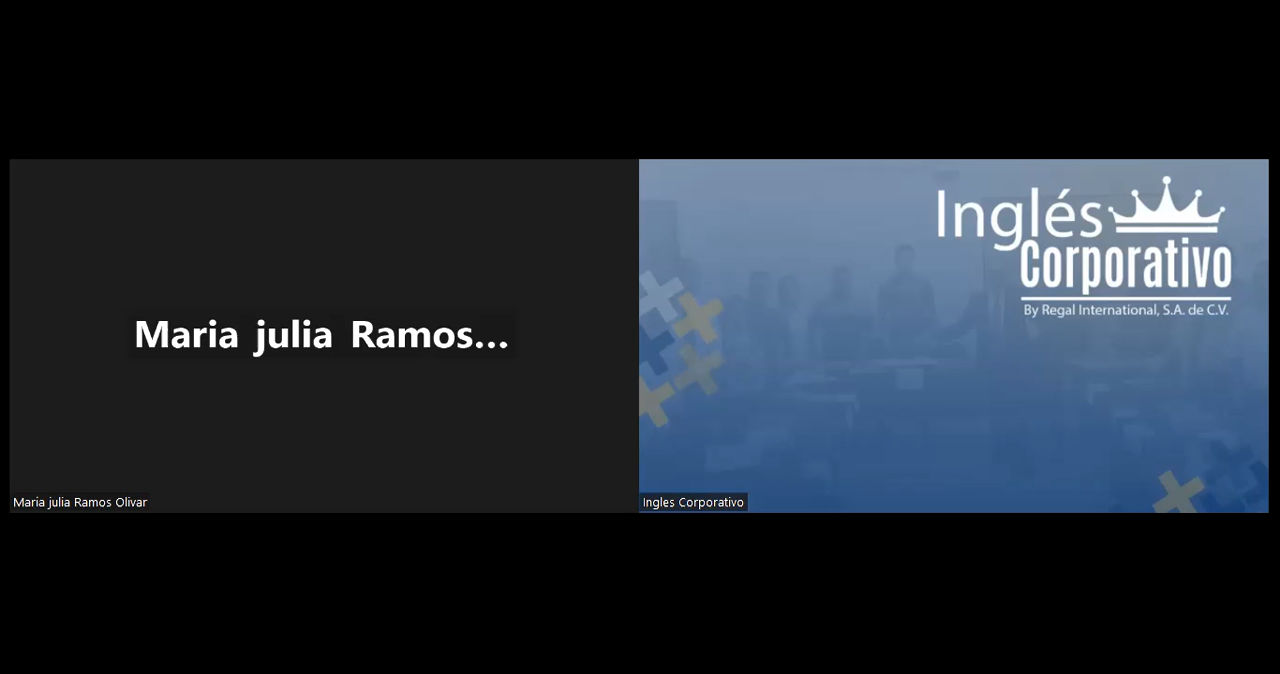 Maria julia Ramos...
Maria julia Ramos Olivar
Inglés
Corporativo
By Regal International, S.A. de C.V.
Ingles Corporativo